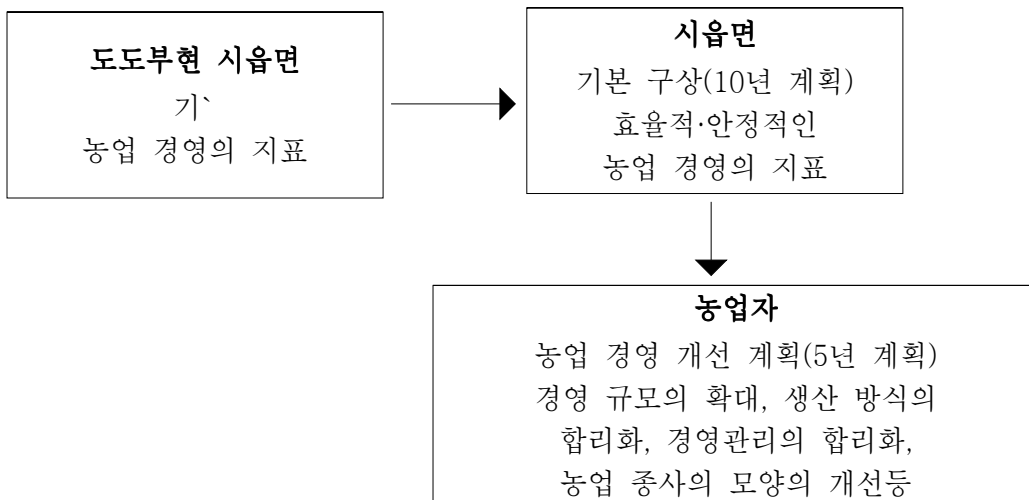 도도부현 시읍면
기`
농업 경영의 지표
시읍면
기본 구상(10년 계획)
효율적·안정적인
농업 경영의 지표
농업자
농업 경영 개선 계획(5년 계획)
경영 규모의 확대, 생산 방식의
합리화, 경영관리의 합리화,
농업 종사의 모양의 개선등